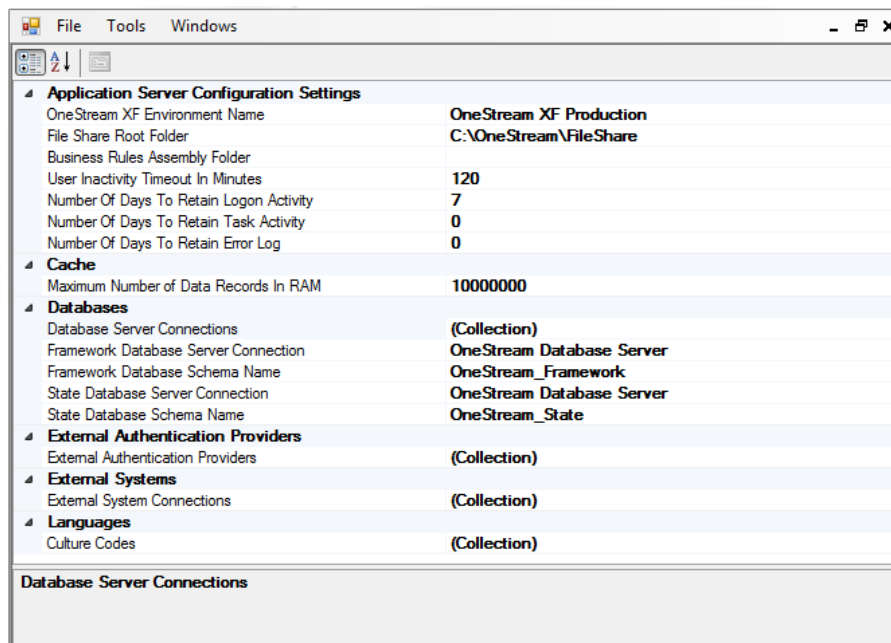 File Tools Windows
Application Server Configuration Settings
OneStream XF Environment Name OneStream XF Production
File Share Root Folder C:\OneStream\FileShare
Business Rules Assembly Folder
User Inactivity Timeout In Minutes 120
Number Of Days To Retain Logon Activity 7
Number Of Days To Retain Task Activity 0
Number Of Days To Retain Error Log 0
Cache
Maximum Number of Data Records In RAM 10000000
Databases
Database Server Connections (Collection)
Framework Database Server Connection OneStream Database Server
Framework Database Schema Name OneStream_Framework
State Database Server Connection OneStream Database Server
State Database Schema Name OneStream_State
External Authentication Providers
External Authentication Providers (Collection)
External Systems
External System Connections (Collection)
Languages
Culture Codes (Collection)
Database Server Connections